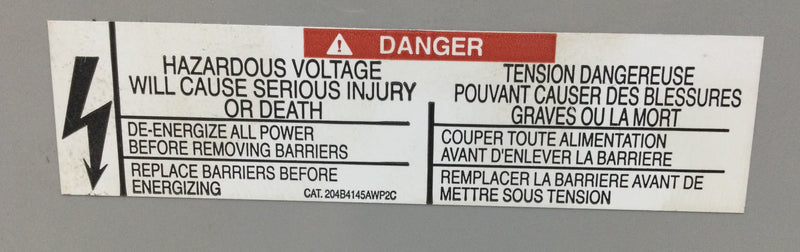 DANGER
HAZARDOUS VOLTAGE
WILL CAUSE SERIOUS INJURY
OR DEATH
DE-ENERGIZE ALL POWER
BEFORE REMOVING BARRIERS
REPLACE BARRIERS BEFORE
ENERGIZING
CAT. 204B4145AWP2C
TENSION DANGEREUSE
POUVANT CAUSER DES BLESSURES
GRAVES OU LA MORT
COUPER TOUTE ALIMENTATION
AVANT D'ENLEVER LA BARRIERE
REMPLACER LA BARRIERE AVANT DE
METTRE SOUS TENSION